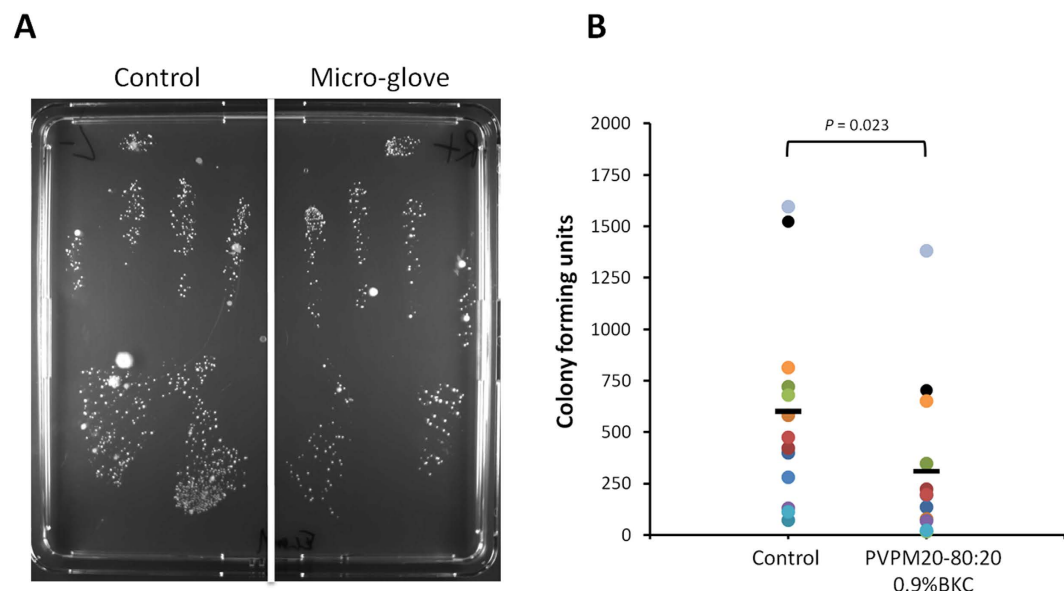 A
Control
Micro-glove
L-
R+
B
P = 0.023
2000
1750
1500
1250
1000
750
500
250
0
Colony forming units
Control
PVPM20-80:20
0.9%BKC